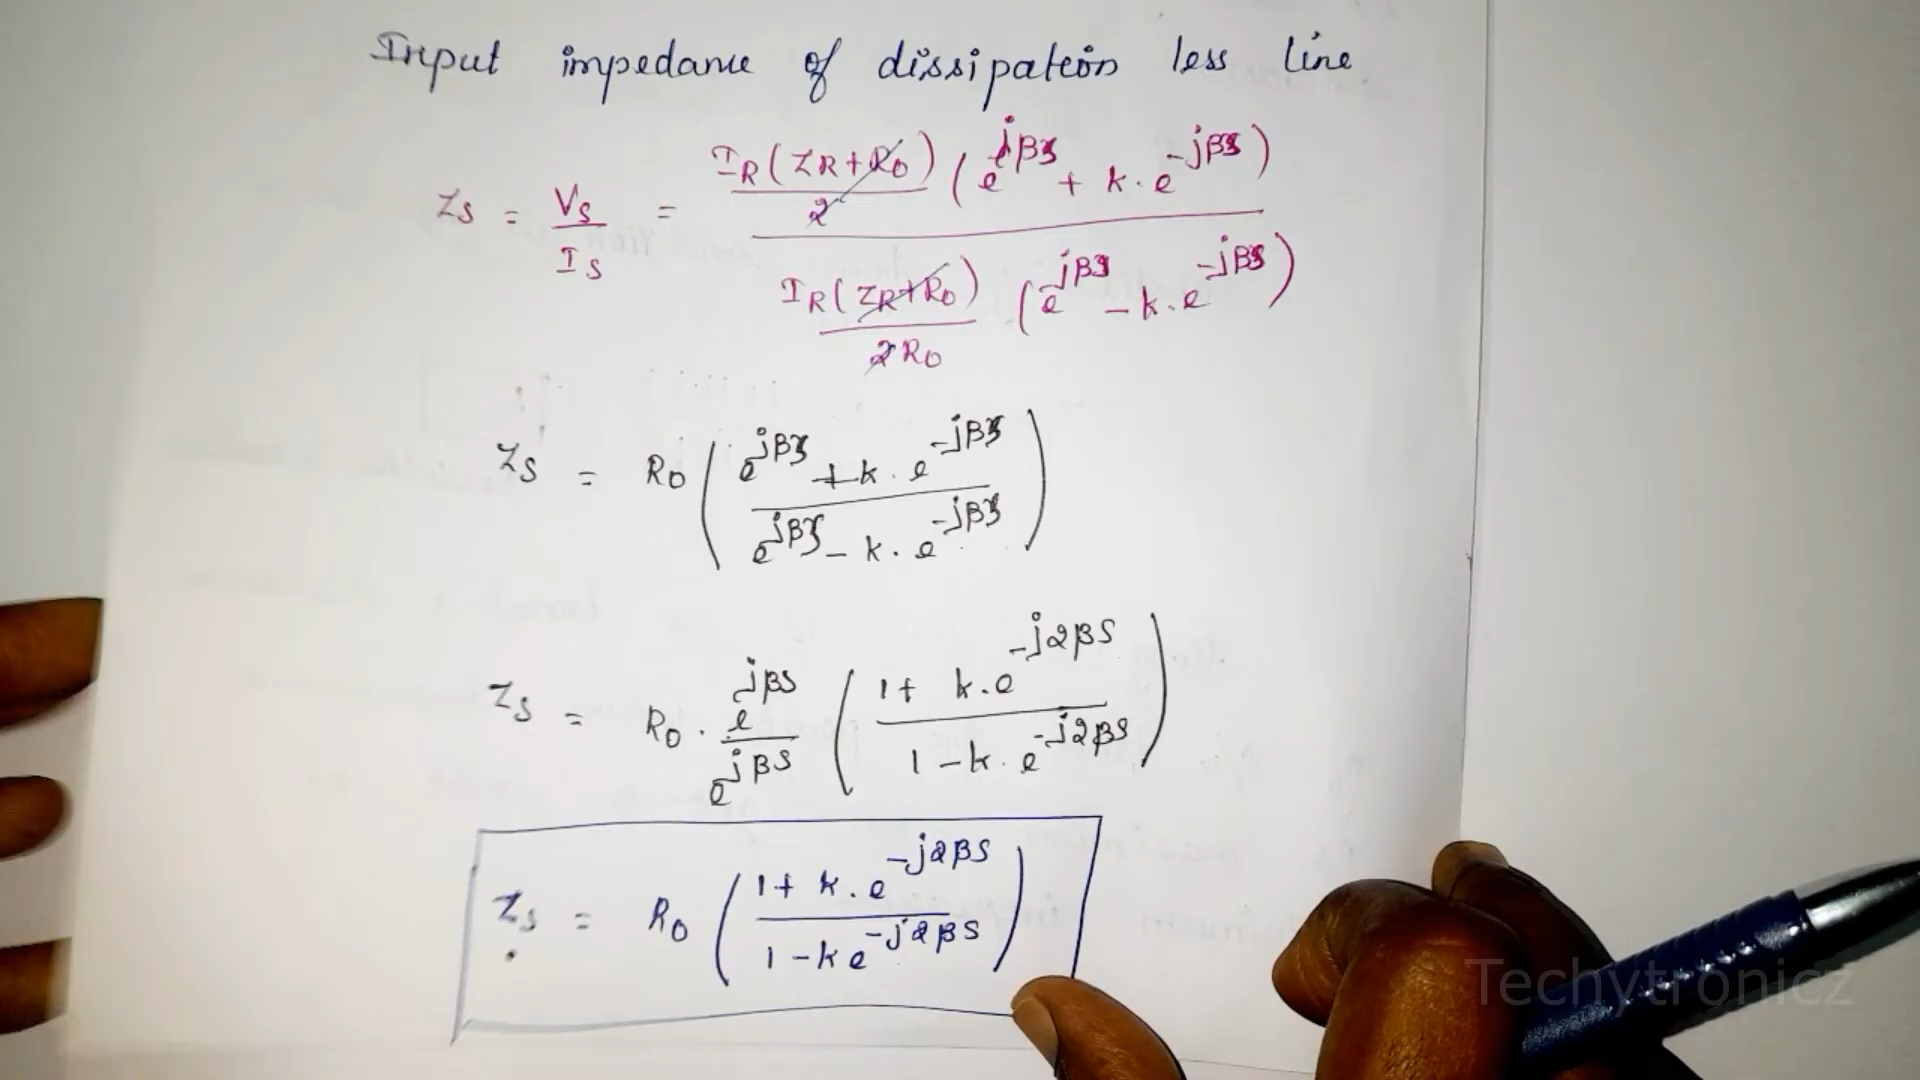 Input impedance of dissipation less line
Zs = Vs/Is = IR(ZR+R0)/2 (e^jβs + k.e^-jβs) / IR(ZR+R0)/2R0 (e^jβs - k.e^-jβs)
Zs = R0 (e^jβs + k.e^-jβs / e^jβs - k.e^-jβs)
Zs = R0 . e^jβs/e^jβs (1+ k.e^-j2βs / 1-k.e^-j2βs)
Zs = R0 (1+ k.e^-j2βs / 1-ke^-j2βs)
Techytronicz